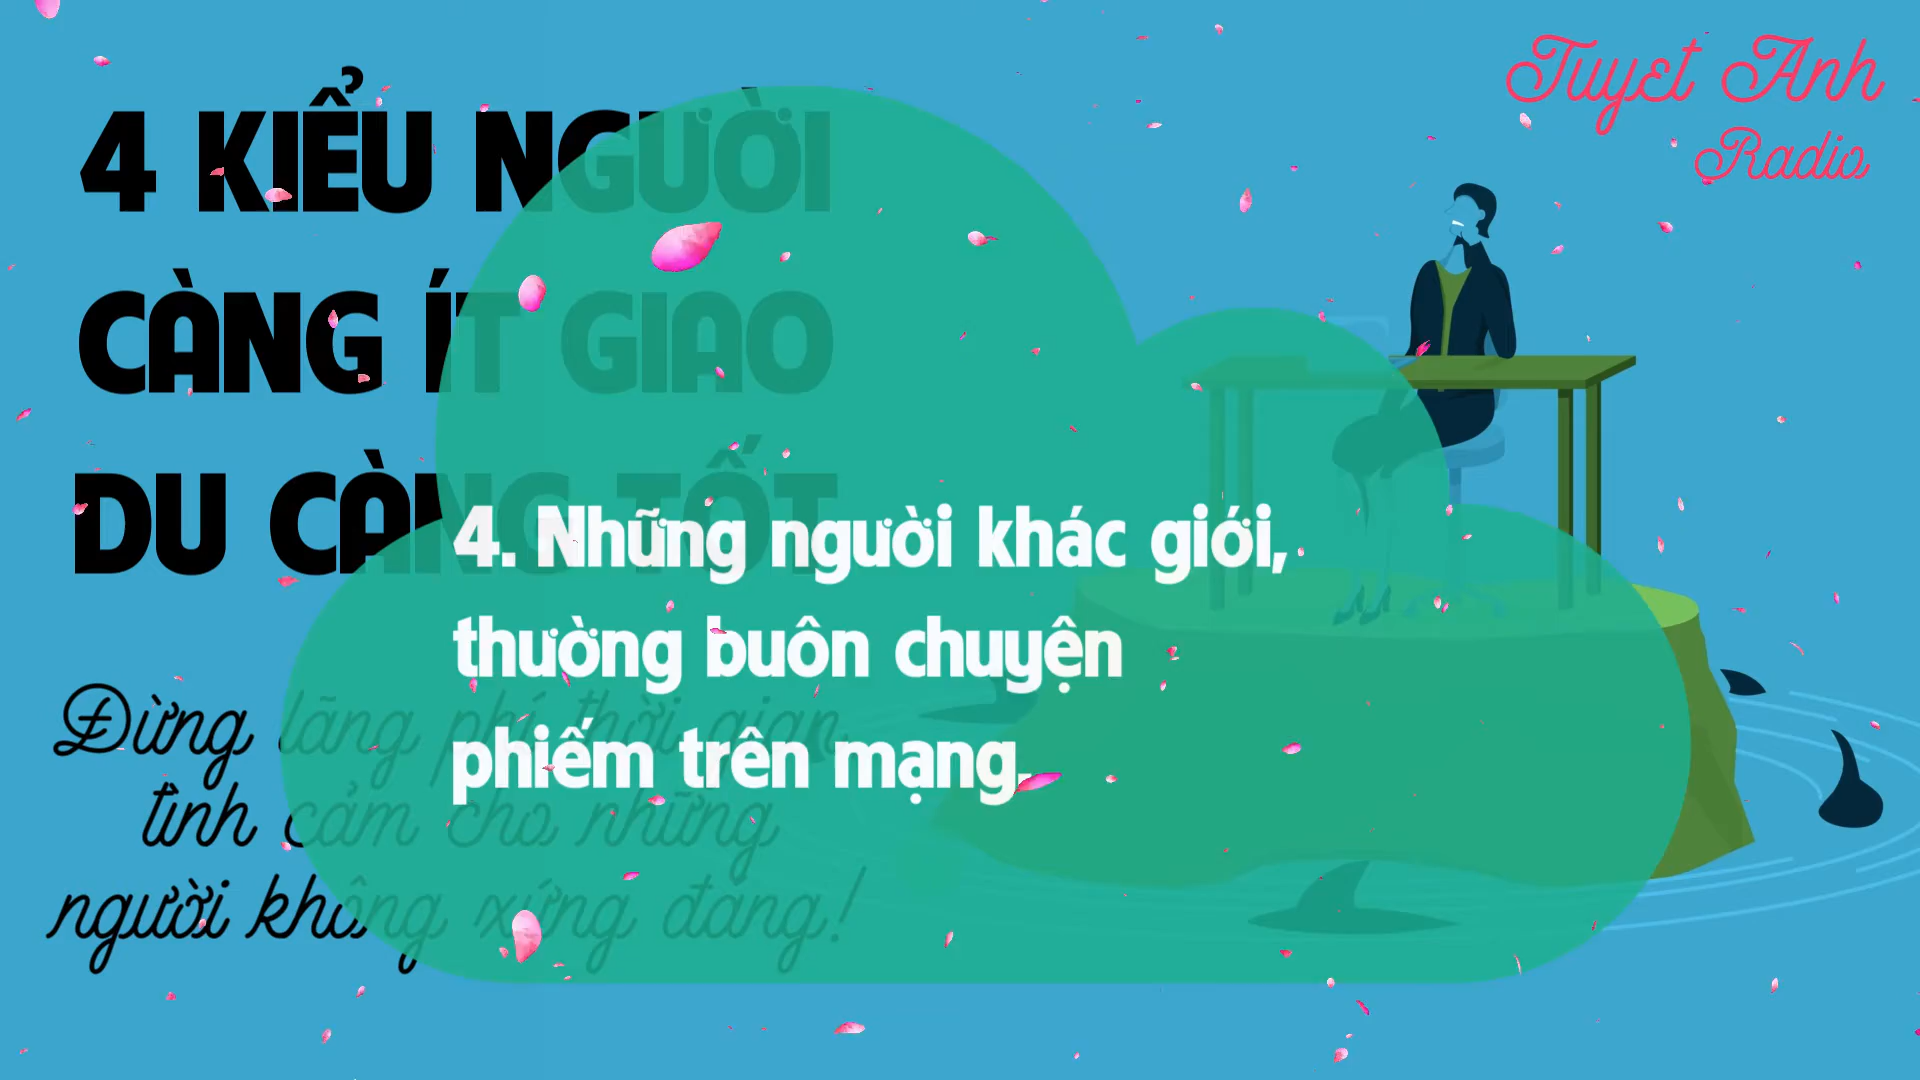 Tuyet Anh
Radio
4 KIỂU NGƯỜI
CÀNG ÍT GIAO
DU CÀNG TỐT
4. Những người khác giới,
thường buôn chuyện
phiếm trên mạng.
Đừng lãng phí thời gian,
tình cảm cho những
người không xứng đáng!